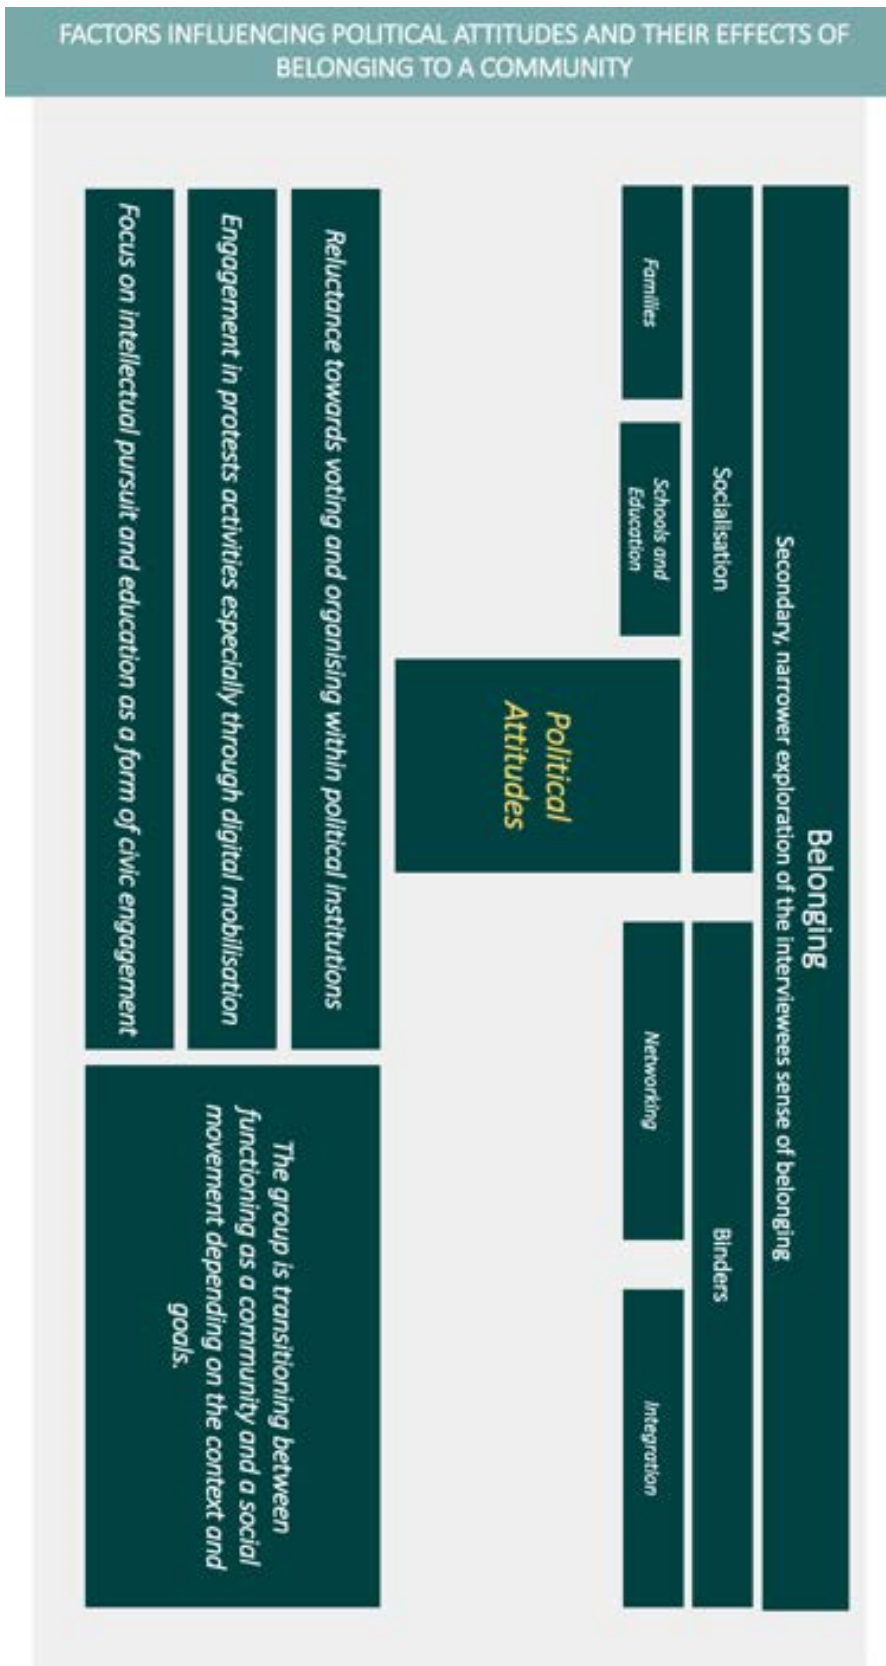 FACTORS INFLUENCING POLITICAL ATTITUDES AND THEIR EFFECTS OF
BELONGING TO A COMMUNITY
Belonging
Secondary, narrower exploration of the interviewees sense of belonging
Socialisation
Binders
Families
Schools and
Education
Networking
Integration
Political
Attitudes
Reluctance towards voting and organising within political institutions
Engagement in protests activities especially through digital mobilisation
Focus on intellectual pursuit and education as a form of civic engagement
The group is transitioning between
functioning as a community and a social
movement depending on the context and
goals.